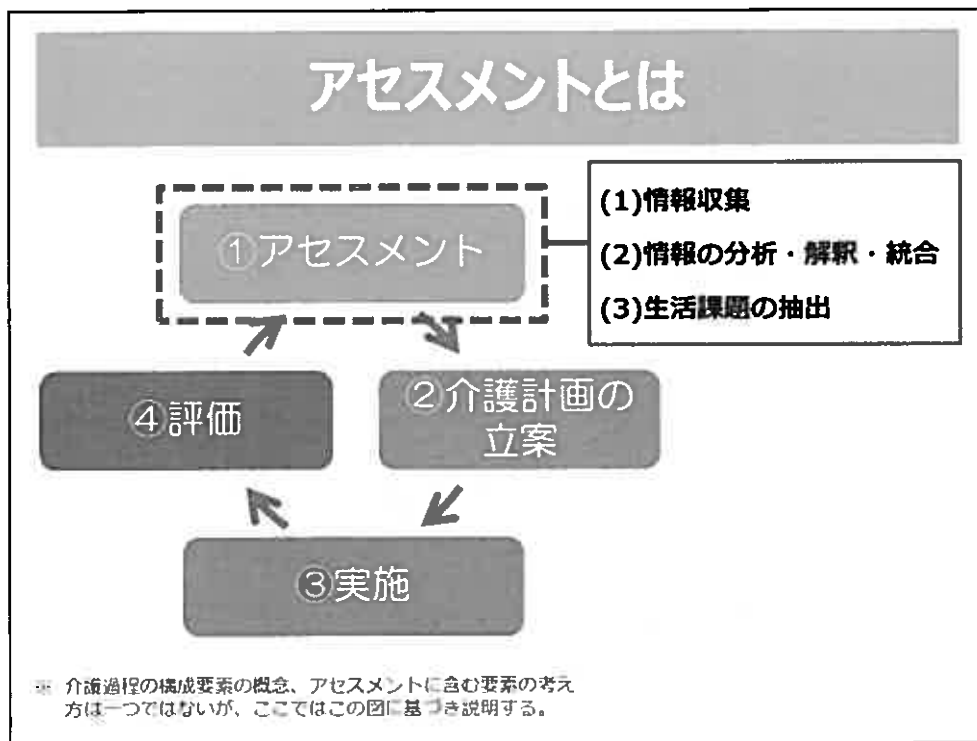 アセスメントとは
①アセスメント
(1)情報収集
(2)情報の分析・解釈・統合
(3)生活課題の抽出
②介護計画の
立案
④評価
③実施
※ 介護過程の構成要素の概念、アセスメントに含む要素の考え
方は一つではないが、ここではこの図に基づき説明する。